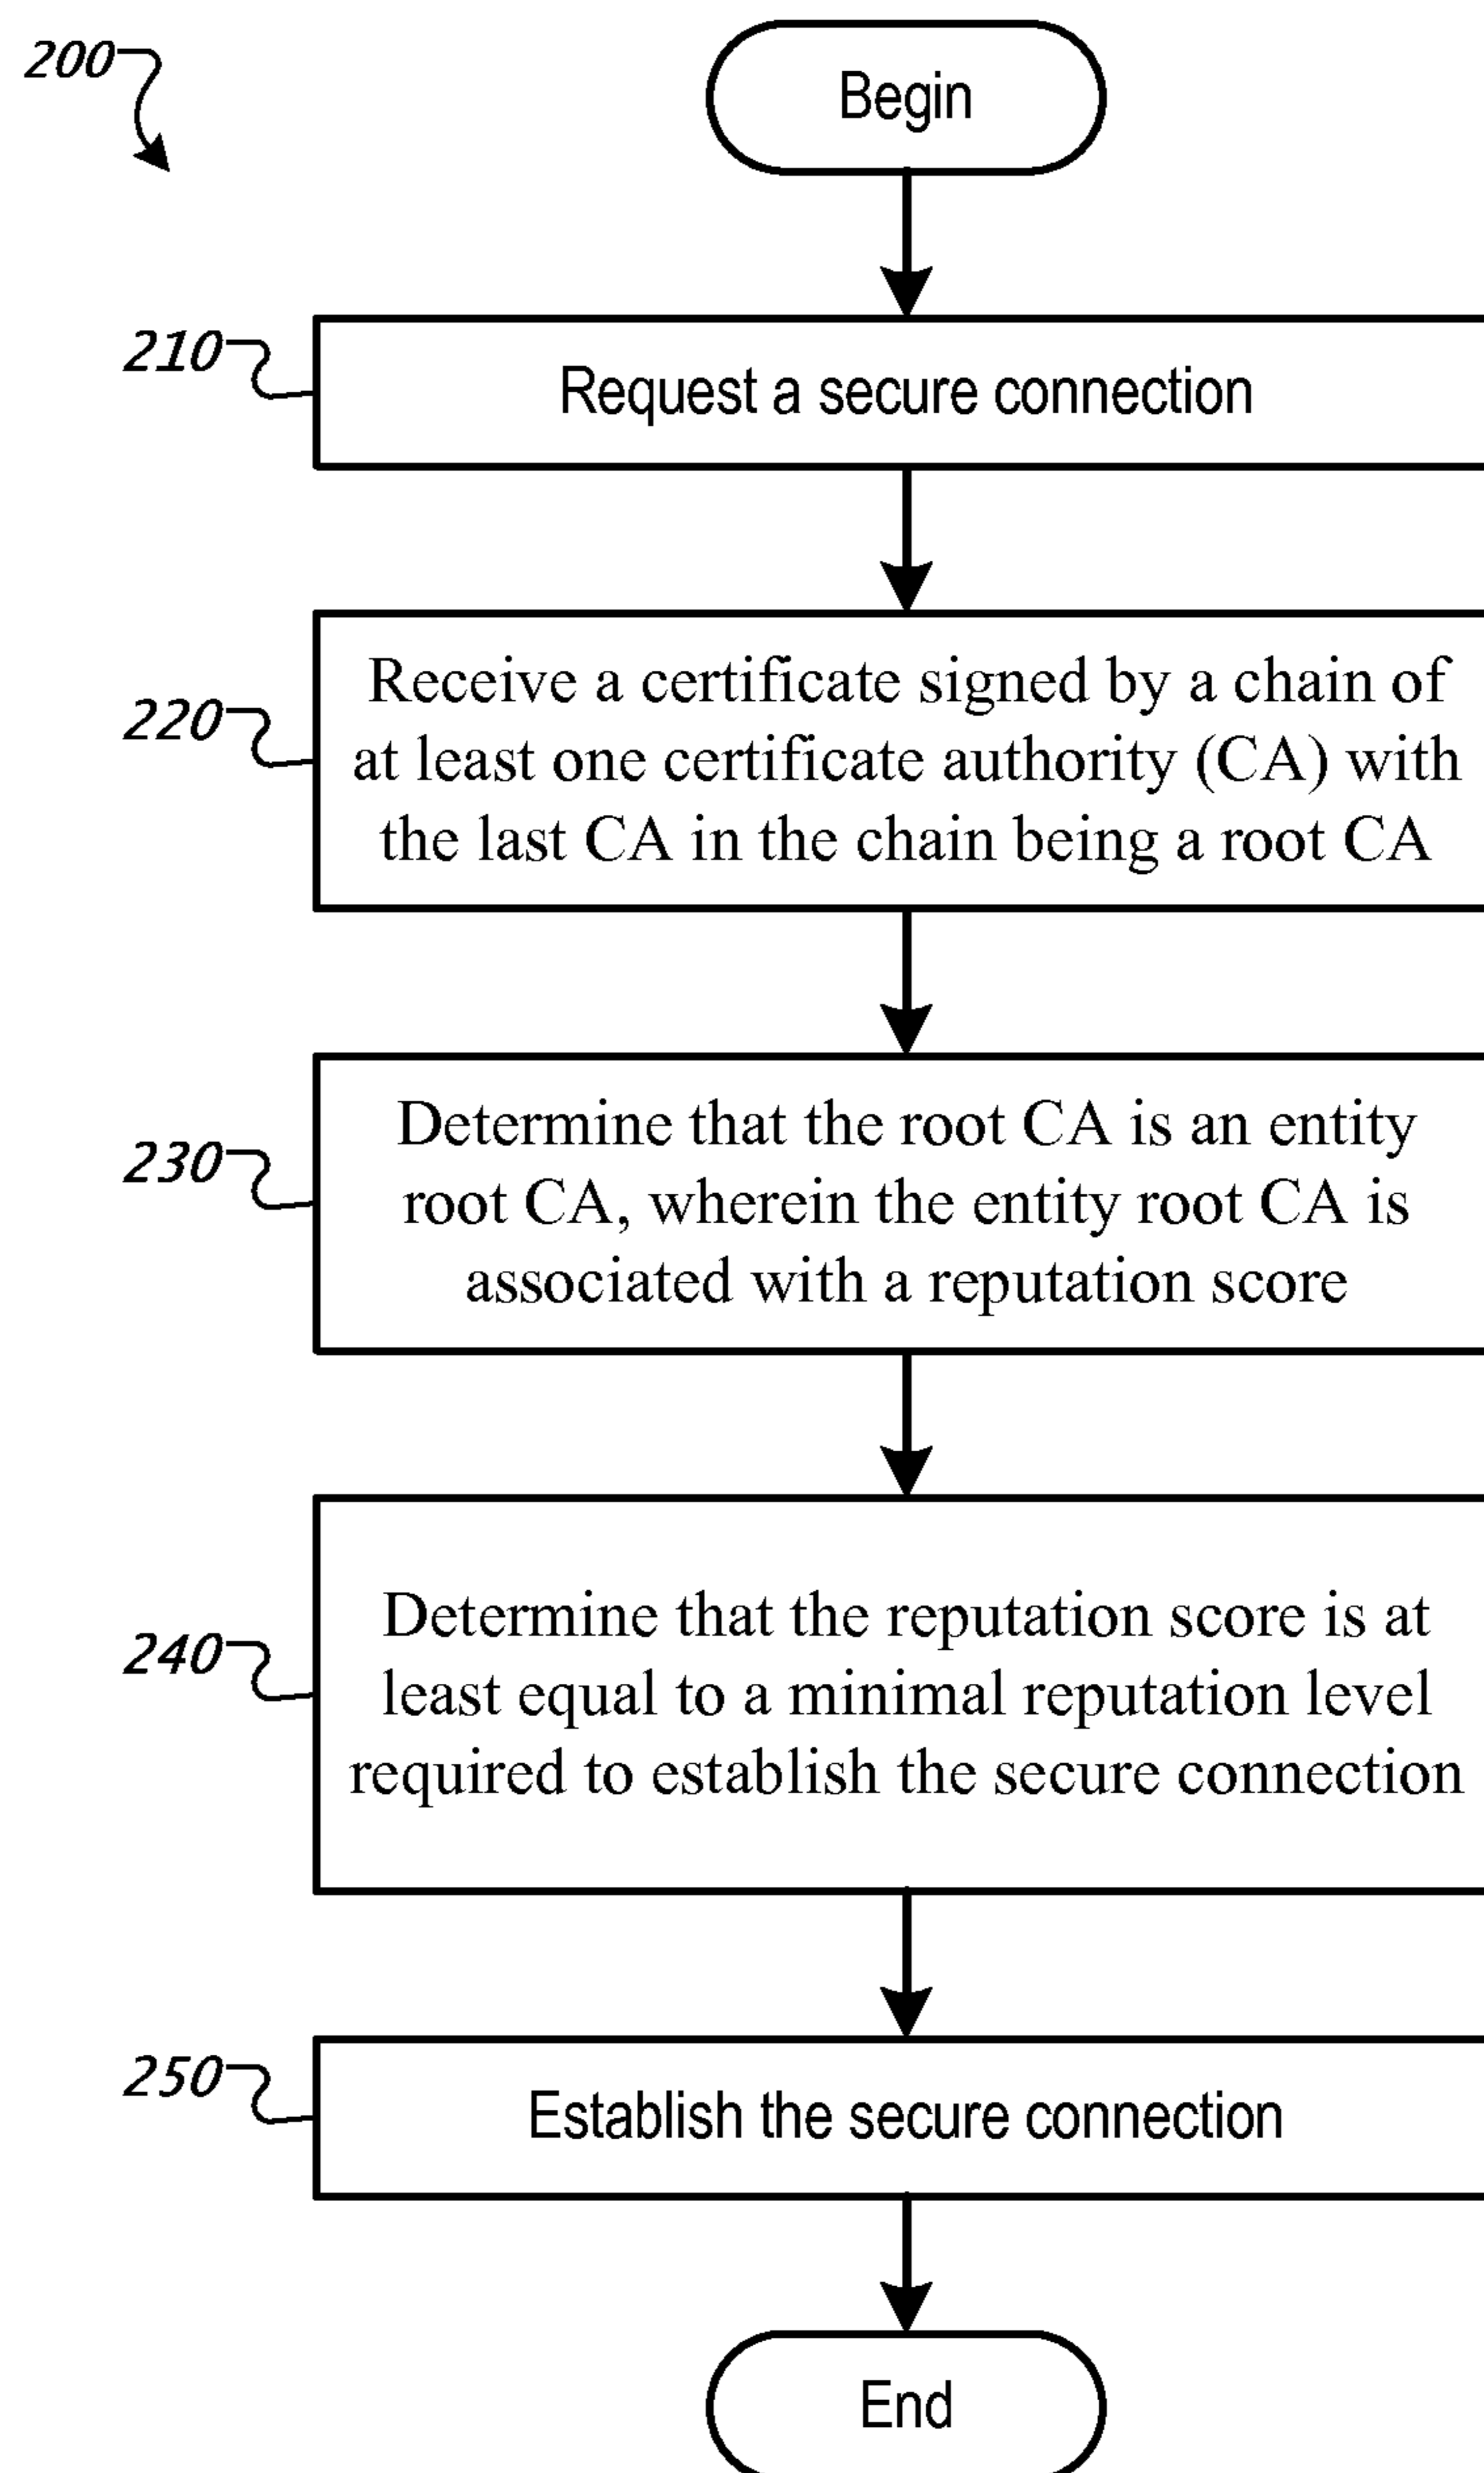 200
Begin
210
Request a secure connection
220
Receive a certificate signed by a chain of
at least one certificate authority (CA) with
the last CA in the chain being a root CA
230
Determine that the root CA is an entity
root CA, wherein the entity root CA is
associated with a reputation score
240
Determine that the reputation score is at
least equal to a minimal reputation level
required to establish the secure connection
250
Establish the secure connection
End